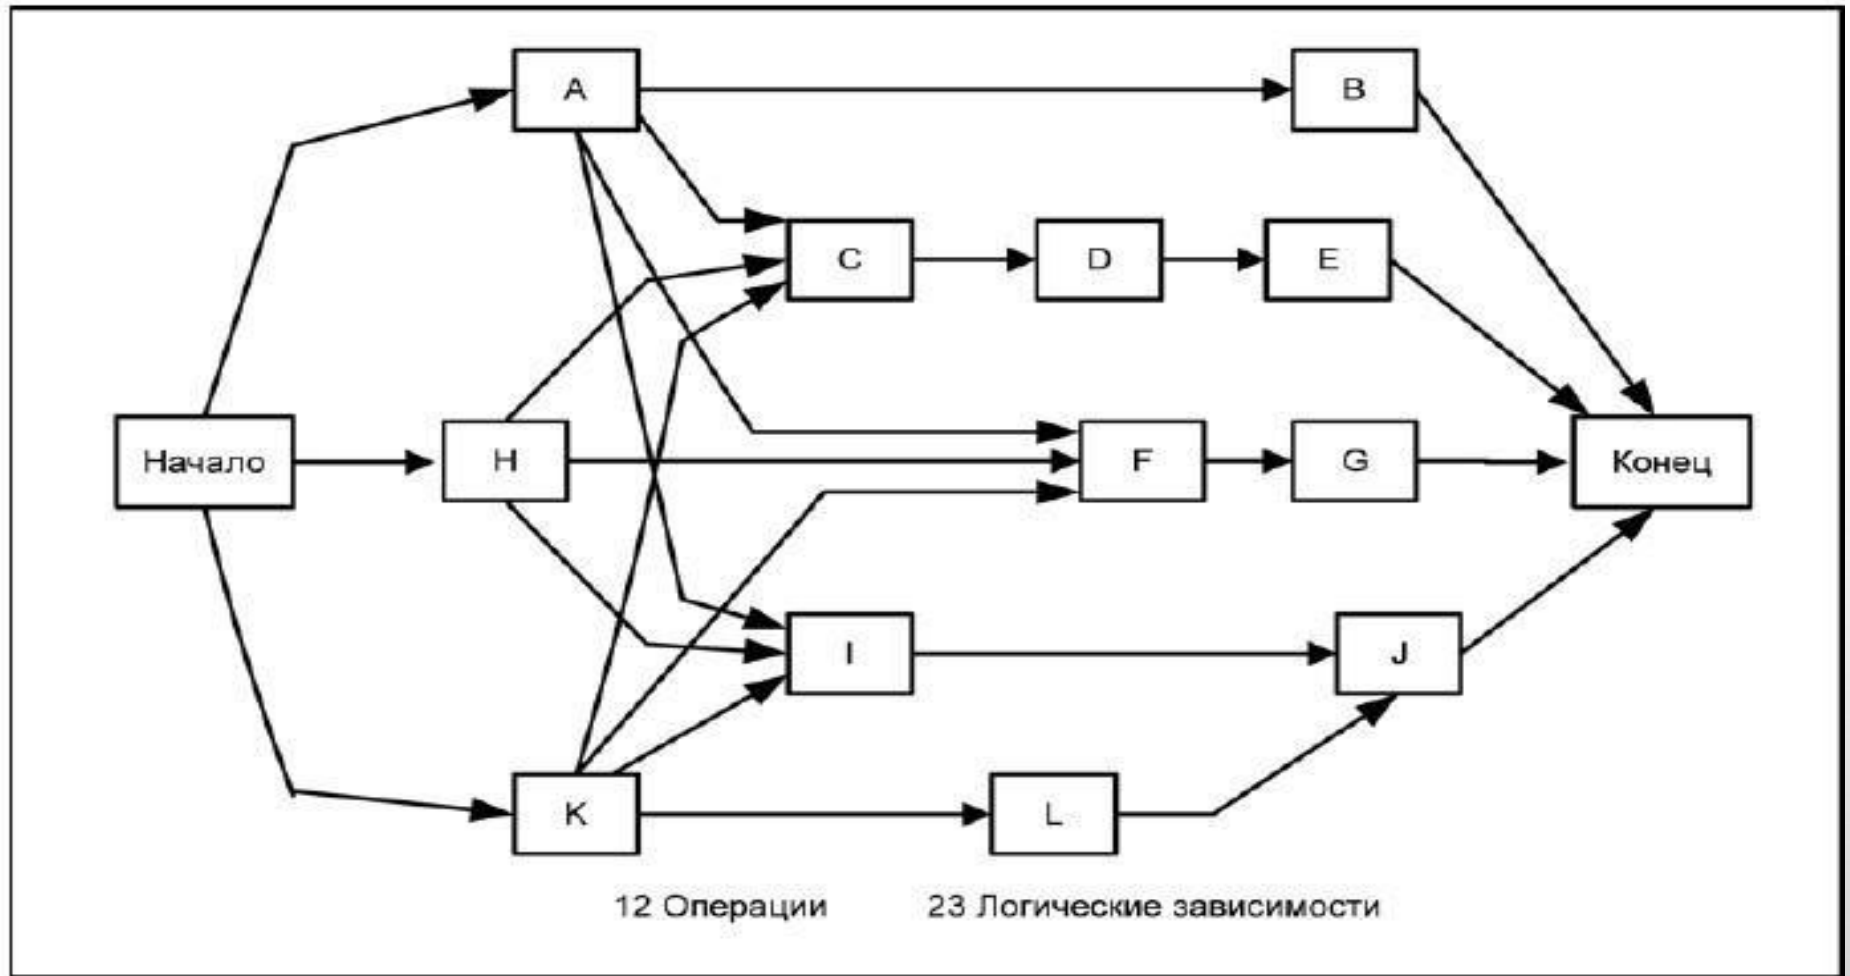 A
B
C
D
E
Начало
H
F
G
Конец
I
J
K
L
12 Операции
23 Логические зависимости